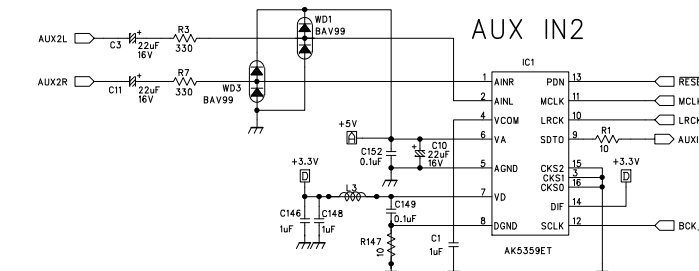 AUX IN2
WD1
BAV99
AUX2L
C3
22uF
16V
R3
330
AUX2R
C11
22uF
16V
R7
330
WD3
BAV99
IC1
1 AINR PDN 13
2 AINL MCLK 11 MCLK
4 VCOM LRCK 10 LRCK
6 VA SDTO 9 R1 10 AUXI
5 AGND CKS2 15
CKS1 3
CKS0 16
7 VD DIF 14
8 DGND SCLK 12 BCK
AK5359ET
+5V
A
C152
0.1uF
C10
22uF
16V
+3.3V
D
L3
C146
1uF
C148
1uF
C149
0.1uF
R147
10
C1
1uF
+3.3V
D